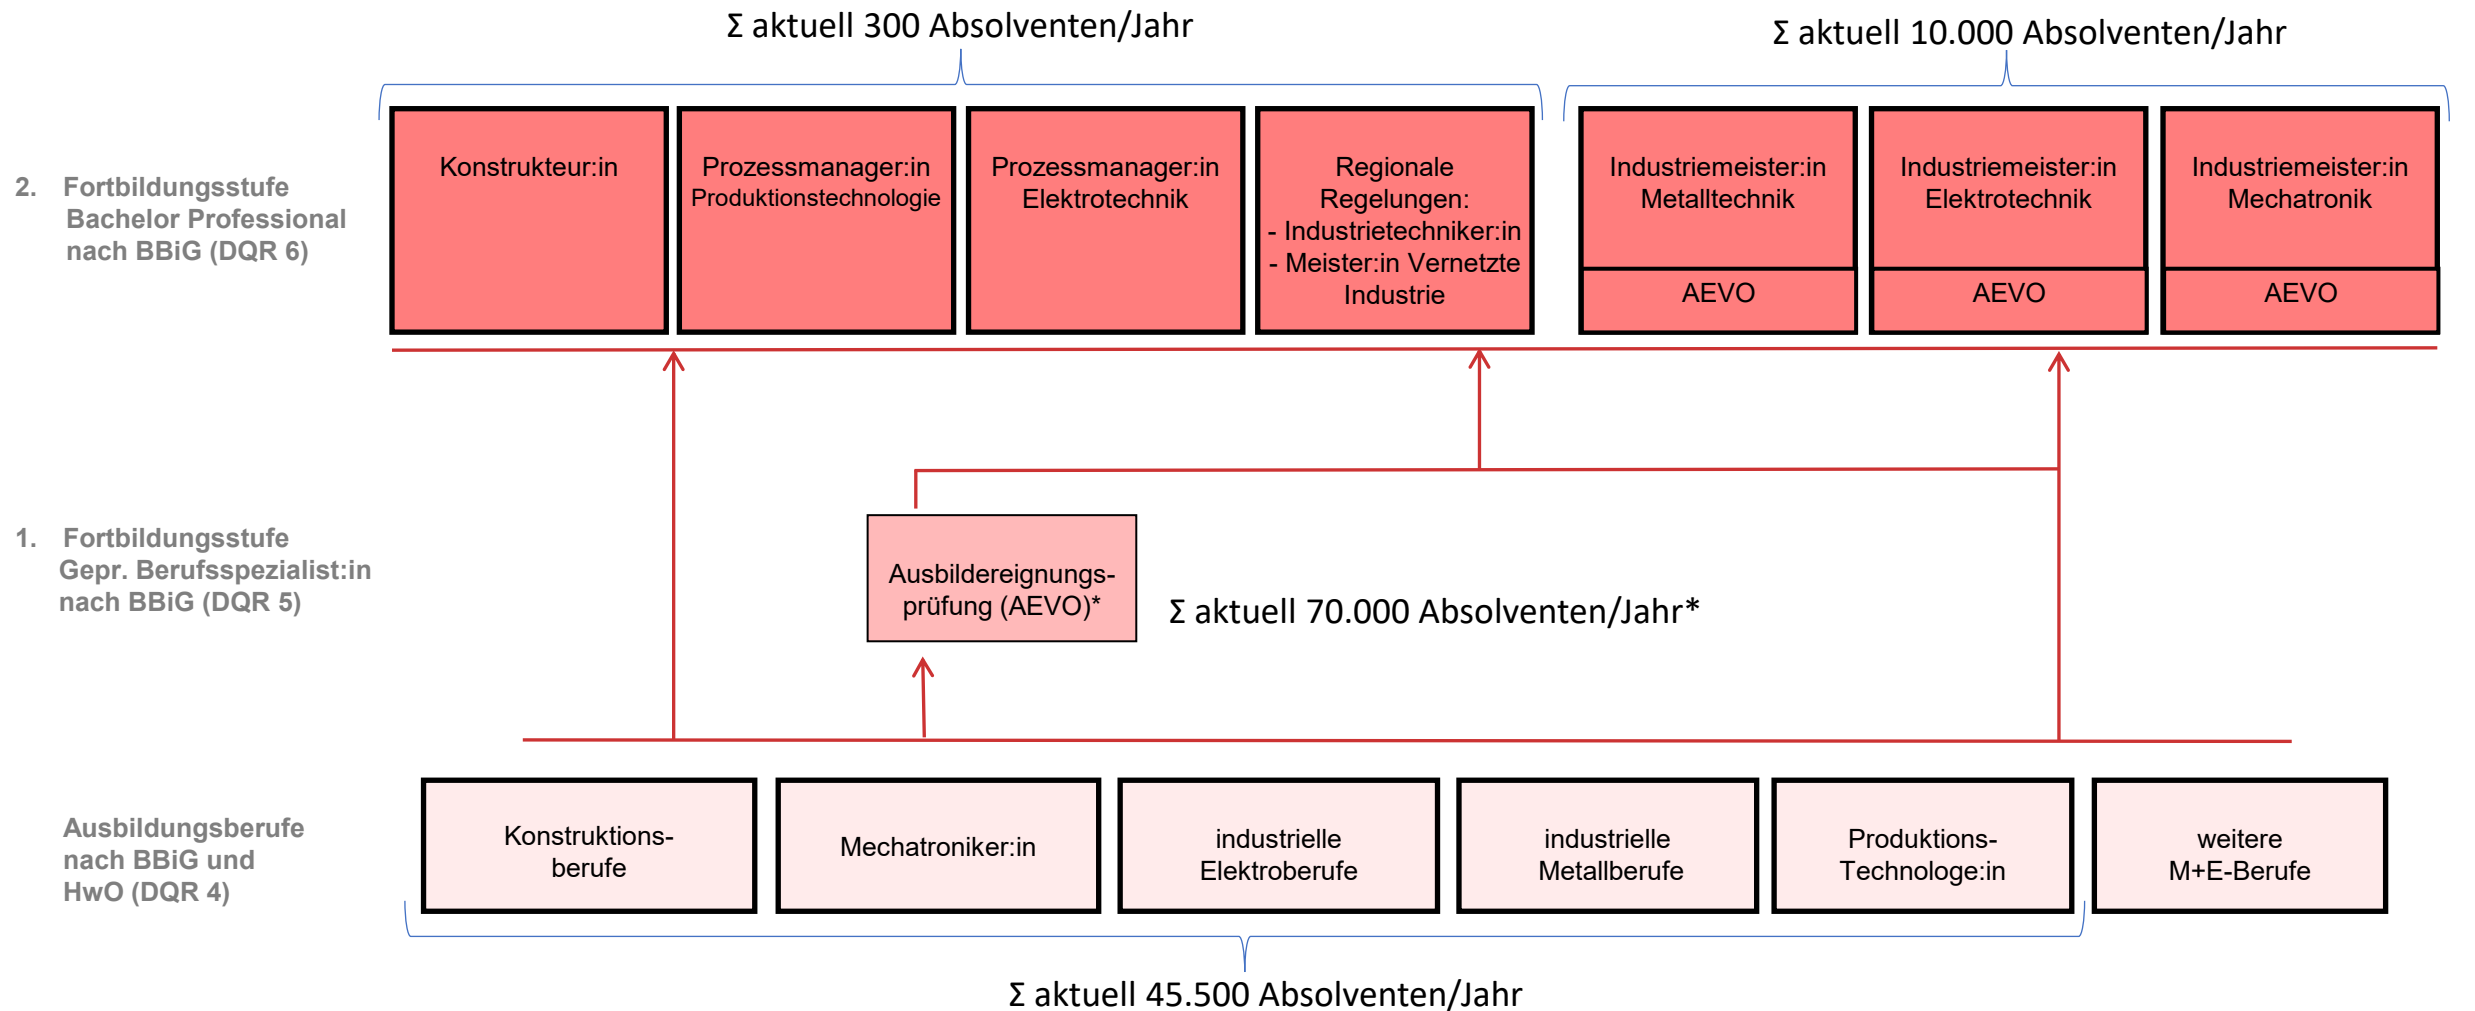 Σ aktuell 300 Absolventen/Jahr
Σ aktuell 10.000 Absolventen/Jahr
2. Fortbildungsstufe
Bachelor Professional
nach BBiG (DQR 6)
Konstrukteur:in
Prozessmanager:in
Produktionstechnologie
Prozessmanager:in
Elektrotechnik
Regionale
Regelungen:
- Industrietechniker:in
- Meister:in Vernetzte
Industrie
Industriemeister:in
Metalltechnik
AEVO
Industriemeister:in
Elektrotechnik
AEVO
Industriemeister:in
Mechatronik
AEVO
1. Fortbildungsstufe
Gepr. Berufsspezialist:in
nach BBiG (DQR 5)
Ausbildereignungs-
prüfung (AEVO)*
Σ aktuell 70.000 Absolventen/Jahr*
Ausbildungsberufe
nach BBiG und
HwO (DQR 4)
Konstruktions-
berufe
Mechatroniker:in
industrielle
Elektroberufe
industrielle
Metallberufe
Produktions-
Technologe:in
weitere
M+E-Berufe
Σ aktuell 45.500 Absolventen/Jahr